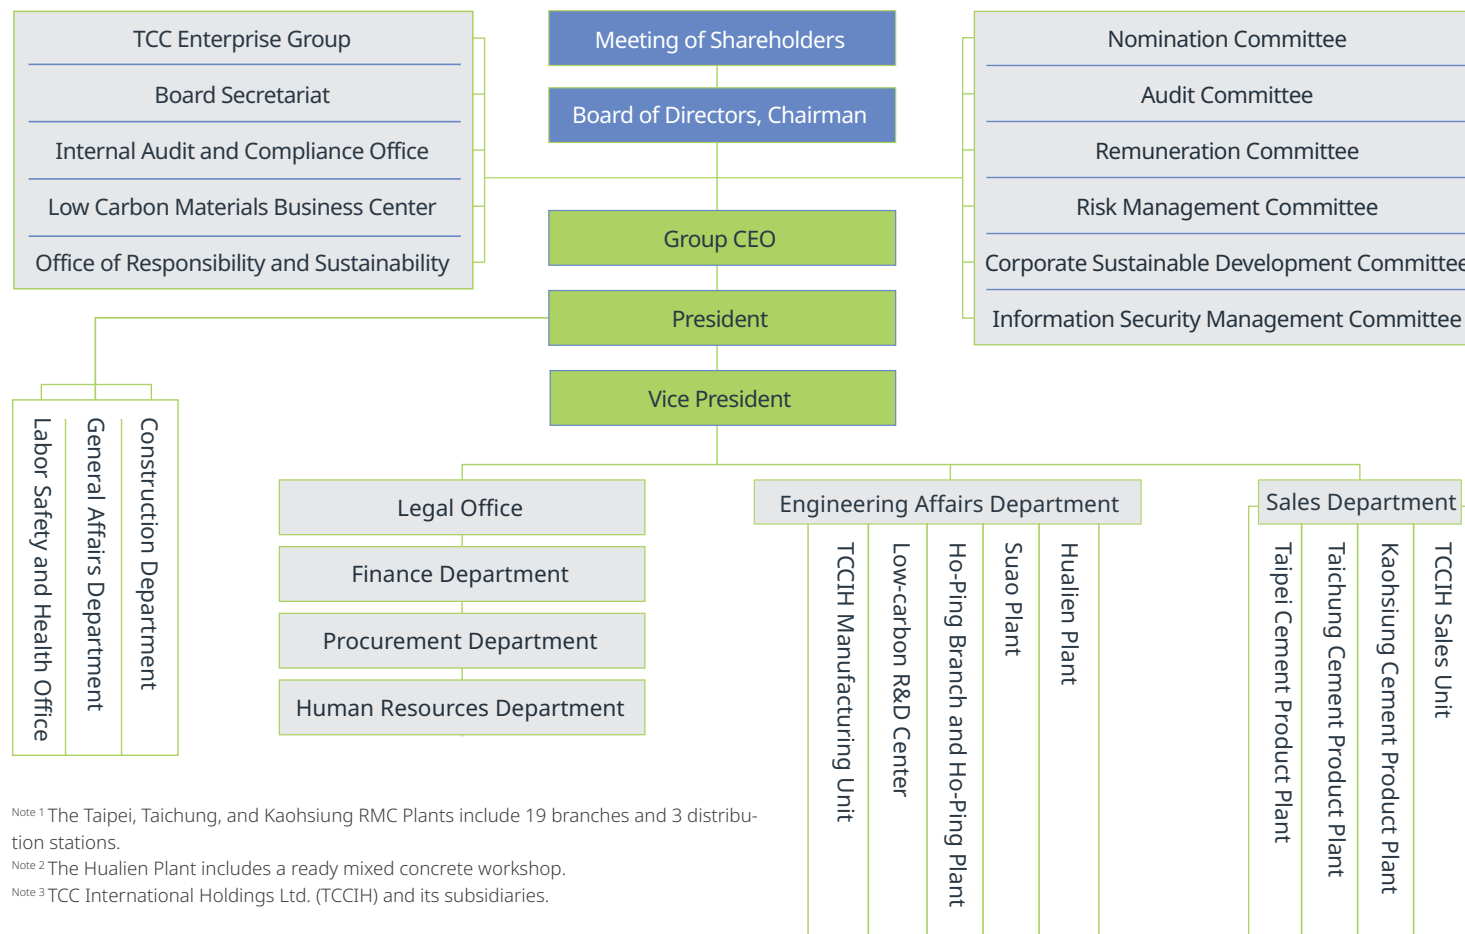 TCC Enterprise Group
Board Secretariat
Internal Audit and Compliance Office
Low Carbon Materials Business Center
Office of Responsibility and Sustainability
Meeting of Shareholders
Board of Directors, Chairman
Group CEO
President
Vice President
Nomination Committee
Audit Committee
Remuneration Committee
Risk Management Committee
Corporate Sustainable Development Committee
Information Security Management Committee
Labor Safety and Health Office
General Affairs Department
Construction Department
Legal Office
Finance Department
Procurement Department
Human Resources Department
Engineering Affairs Department
TCCIH Manufacturing Unit
Low-carbon R&D Center
Ho-Ping Branch and Ho-Ping Plant
Suao Plant
Hualien Plant
Sales Department
Taipei Cement Product Plant
Taichung Cement Product Plant
Kaohsiung Cement Product Plant
TCCIH Sales Unit
Note 1 The Taipei, Taichung, and Kaohsiung RMC Plants include 19 branches and 3 distribu-
tion stations.
Note 2 The Hualien Plant includes a ready mixed concrete workshop.
Note 3 TCC International Holdings Ltd. (TCCIH) and its subsidiaries.